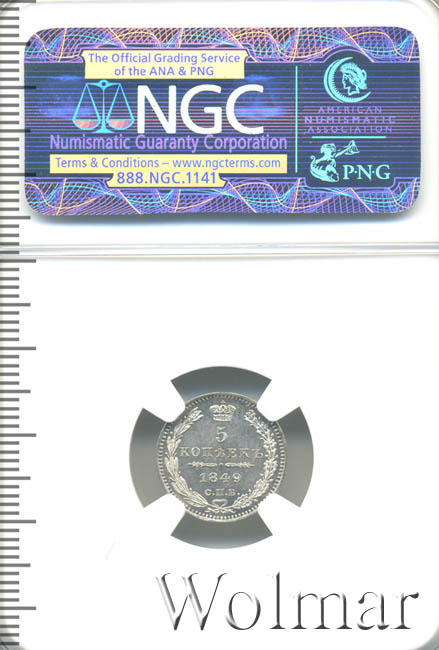 The Official Grading Service
of the ANA & PNG
NGC
Numismatic Guaranty Corporation
Terms & Conditions – www.ngcterms.com
888.NGC.1141
AMERICAN
NUMISMATIC
ASSOCIATION
P·N·G
5
КОПѢЕКЪ
1849
С.П.Б.
Wolmar